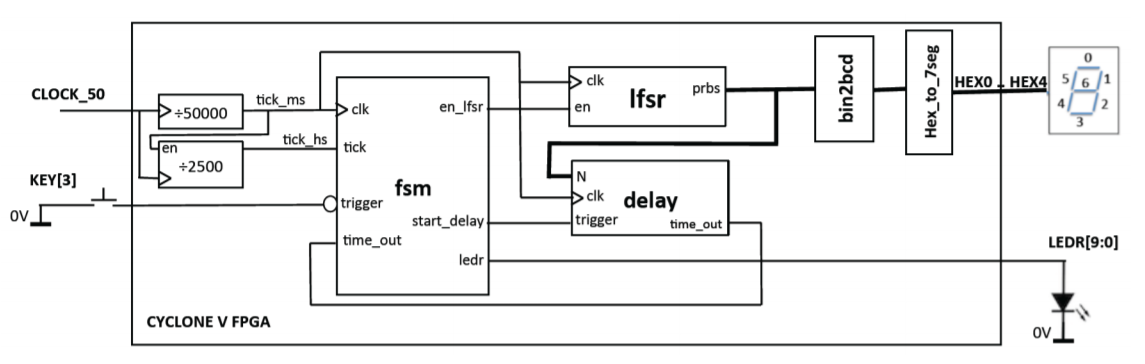 CLOCK_50
÷50000
tick_ms
en
÷2500
tick_hs
KEY[3]
0V
clk
en_lfsr
tick
fsm
trigger
start_delay
time_out
ledr
clk
prbs
en
lfsr
N
clk
delay
trigger
time_out
bin2bcd
Hex_to_7seg
HEX0 .. HEX4
0
5 6 1
4 2
3
LEDR[9:0]
0V
CYCLONE V FPGA